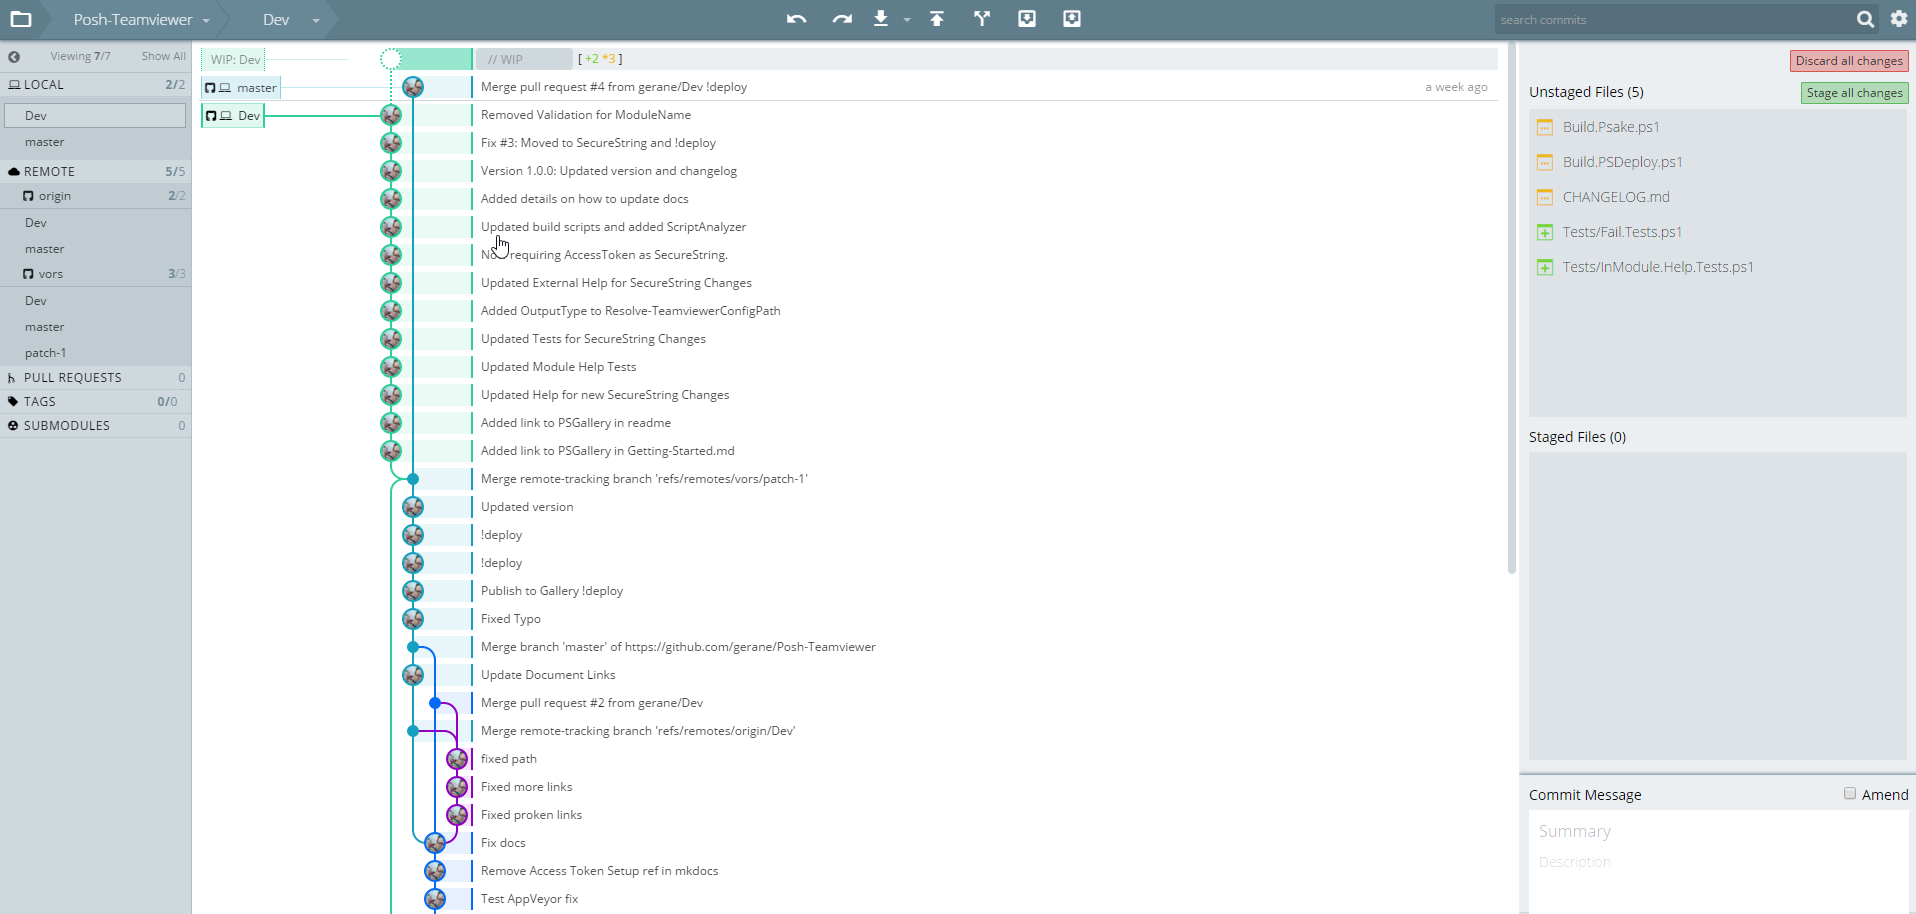 Posh-Teamviewer
Dev
search commits
Viewing 7/7
Show All
LOCAL 2/2
Dev
master
REMOTE 5/5
origin 2/2
Dev
master
vors 3/3
Dev
master
patch-1
PULL REQUESTS 0
TAGS 0/0
SUBMODULES 0
WIP: Dev
// WIP [ +2 *3 ]
master
Merge pull request #4 from gerane/Dev !deploy
a week ago
Dev
Removed Validation for ModuleName
Fix #3: Moved to SecureString and !deploy
Version 1.0.0: Updated version and changelog
Added details on how to update docs
Updated build scripts and added ScriptAnalyzer
requiring AccessToken as SecureString.
Updated External Help for SecureString Changes
Added OutputType to Resolve-TeamviewerConfigPath
Updated Tests for SecureString Changes
Updated Module Help Tests
Updated Help for new SecureString Changes
Added link to PSGallery in readme
Added link to PSGallery in Getting-Started.md
Merge remote-tracking branch 'refs/remotes/vors/patch-1'
Updated version
!deploy
!deploy
Publish to Gallery !deploy
Fixed Typo
Merge branch 'master' of https://github.com/gerane/Posh-Teamviewer
Update Document Links
Merge pull request #2 from gerane/Dev
Merge remote-tracking branch 'refs/remotes/origin/Dev'
fixed path
Fixed more links
Fixed proken links
Fix docs
Remove Access Token Setup ref in mkdocs
Test AppVeyor fix
Discard all changes
Unstaged Files (5)
Stage all changes
Build.Psake.ps1
Build.PSDeploy.ps1
CHANGELOG.md
Tests/Fail.Tests.ps1
Tests/InModule.Help.Tests.ps1
Staged Files (0)
Commit Message
Amend
Summary
Description